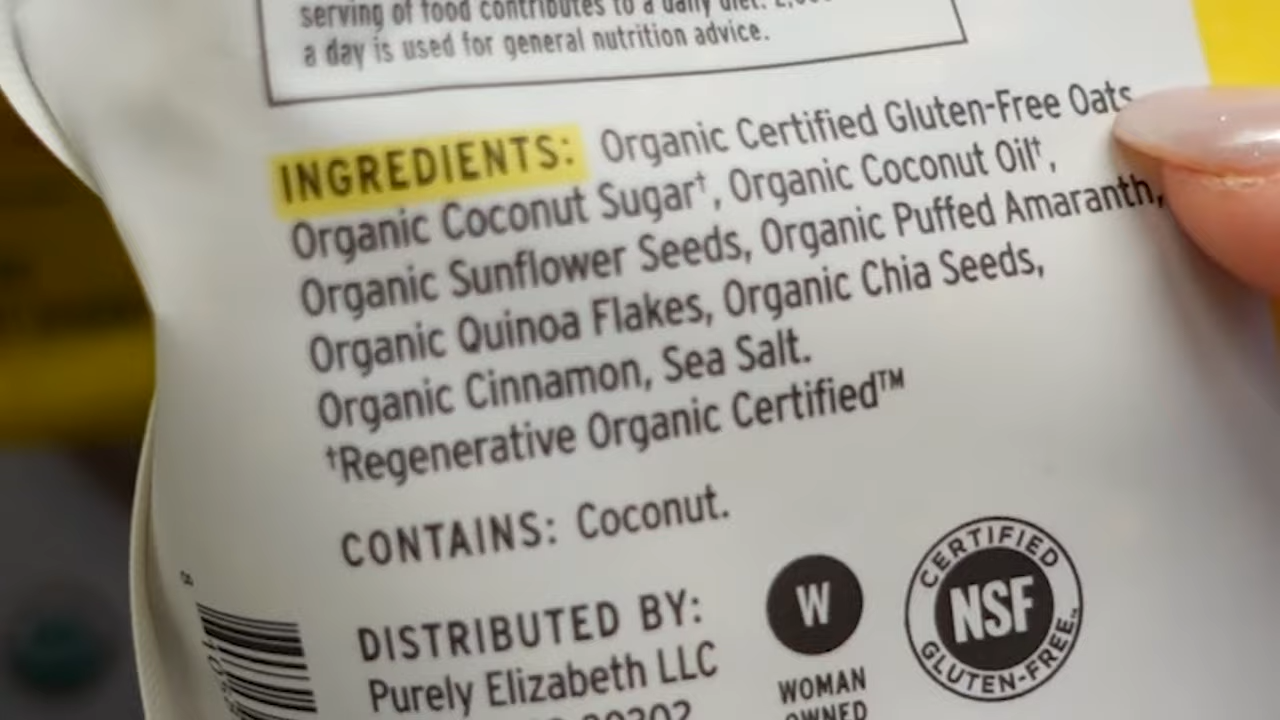 serving of food contributes to a daily diet. 2,
a day is used for general nutrition advice.
INGREDIENTS: Organic Certified Gluten-Free Oats
Organic Coconut Sugar†, Organic Coconut Oil†,
Organic Sunflower Seeds, Organic Puffed Amaranth,
Organic Quinoa Flakes, Organic Chia Seeds,
Organic Cinnamon, Sea Salt.
†Regenerative Organic Certified™
CONTAINS: Coconut.
DISTRIBUTED BY:
Purely Elizabeth LLC
80302
W
WOMAN
OWNED
CERTIFIED
NSF
GLUTEN-FREE™
8